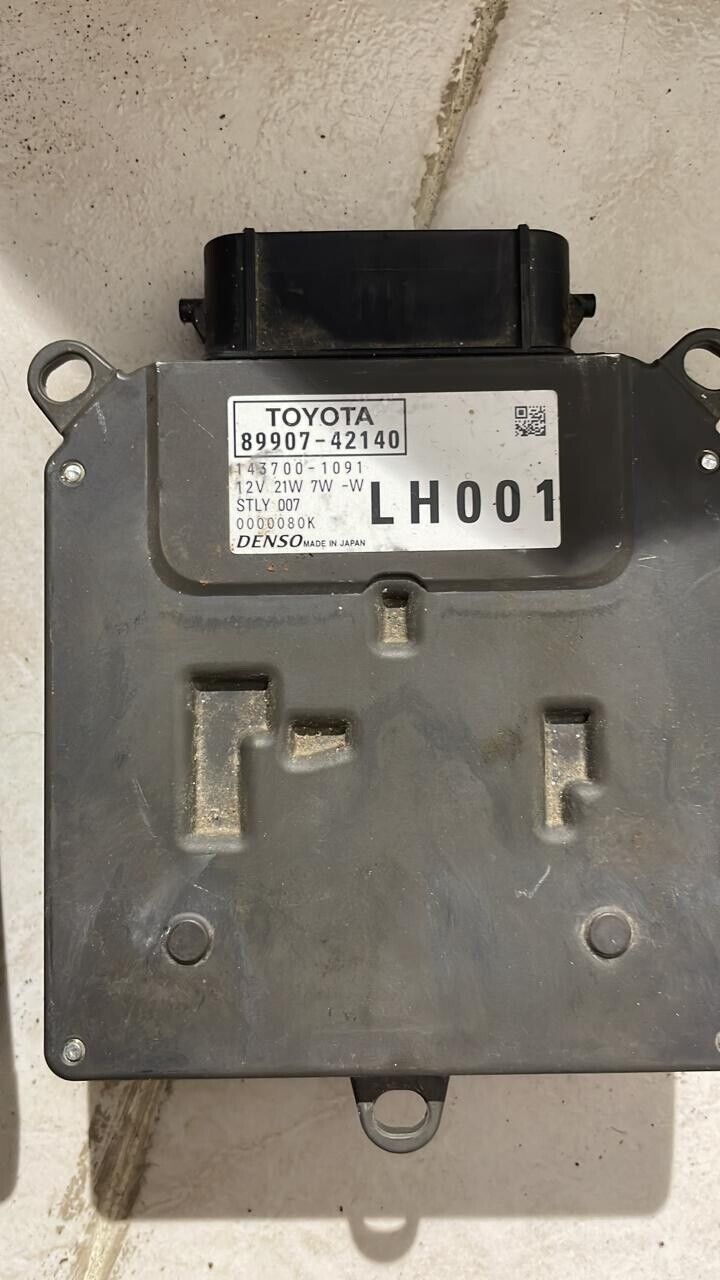 TOYOTA
89907-42140
143700-1091
12V 21W 7W -W
STLY 007
0000080K
LH001
DENSO MADE IN JAPAN